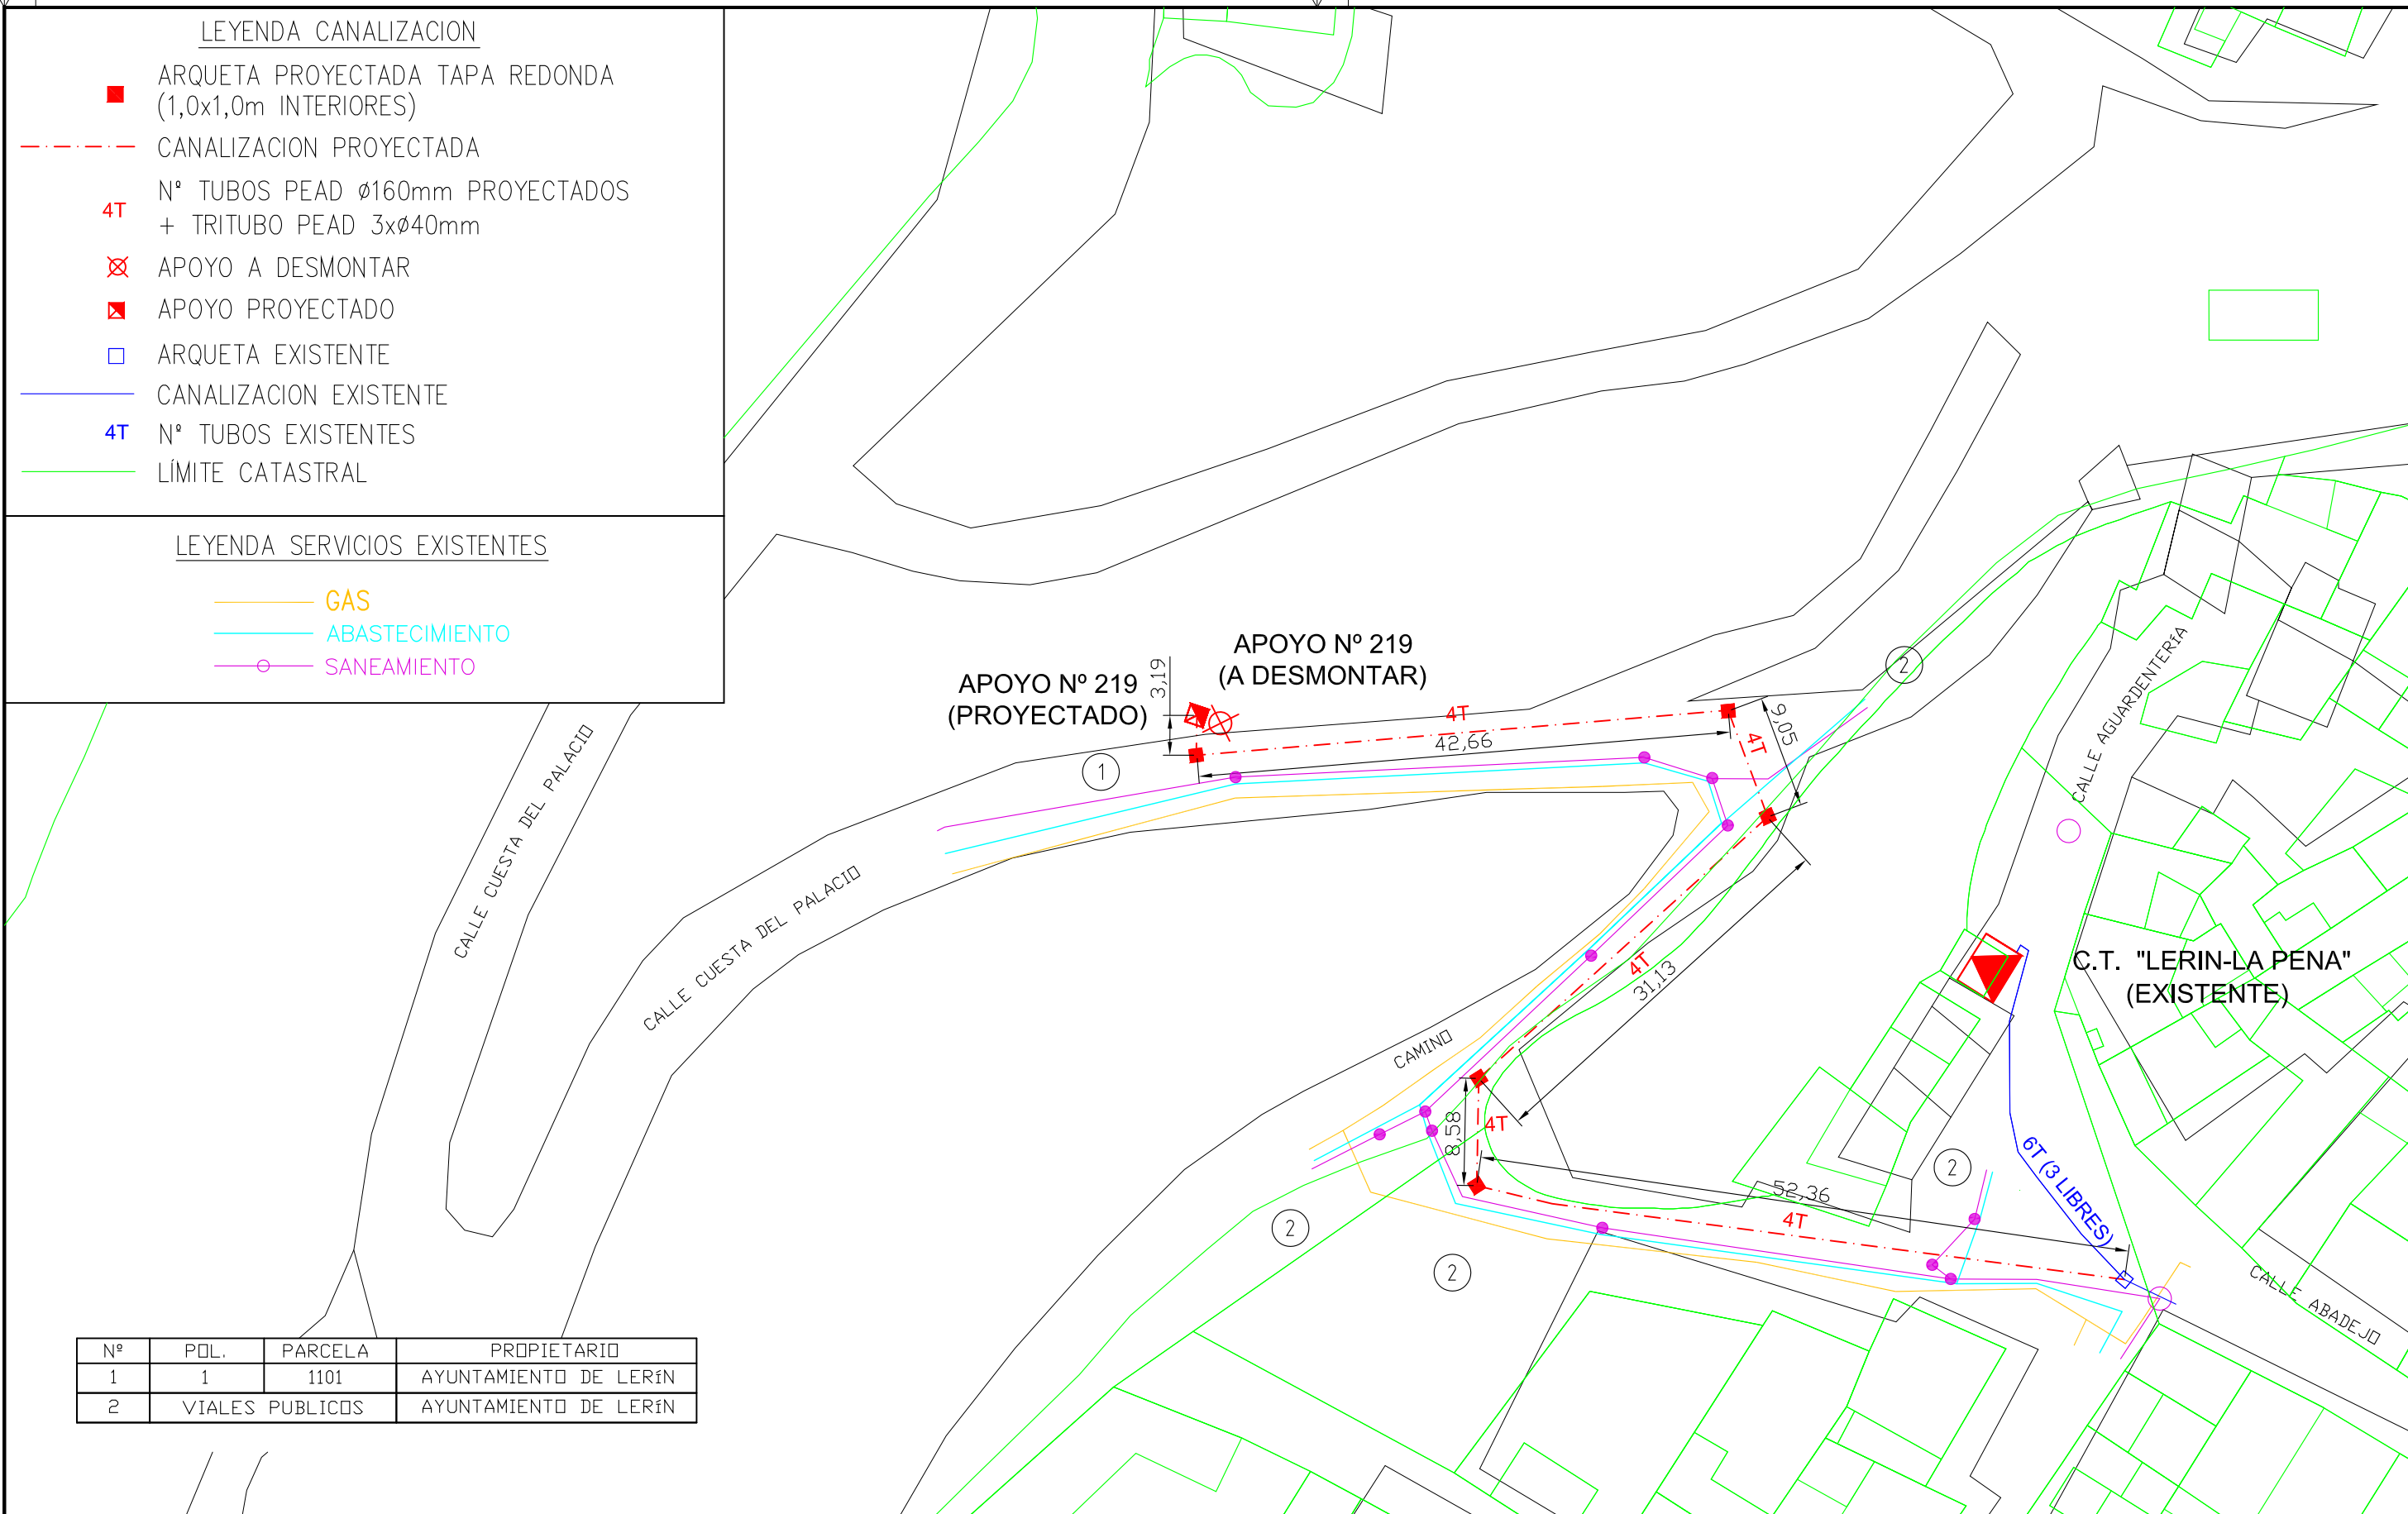 LEYENDA CANALIZACION
ARQUETA PROYECTADA TAPA REDONDA
(1,0x1,0m INTERIORES)
CANALIZACION PROYECTADA
4T
Nº TUBOS PEAD Ø160mm PROYECTADOS
+ TRITUBO PEAD 3xØ40mm
APOYO A DESMONTAR
APOYO PROYECTADO
ARQUETA EXISTENTE
CANALIZACION EXISTENTE
4T Nº TUBOS EXISTENTES
LÍMITE CATASTRAL
LEYENDA SERVICIOS EXISTENTES
GAS
ABASTECIMIENTO
SANEAMIENTO
APOYO Nº 219
(A DESMONTAR)
APOYO Nº 219
(PROYECTADO)
3,19
4T
42,66
4T
9,05
2
1
CALLE CUESTA DEL PALACIO
CALLE CUESTA DEL PALACIO
CALLE AGUARDENTERÍA
C.T. "LERIN-LA PENA"
(EXISTENTE)
4T
31,13
CAMINO
8,58
4T
52,36
4T
2
6T (3 LIBRES)
2
2
CALLE ABADEJO
Nº POL. PARCELA PROPIETARIO
1 1 1101 AYUNTAMIENTO DE LERÍN
2 VIALES PUBLICOS AYUNTAMIENTO DE LERÍN